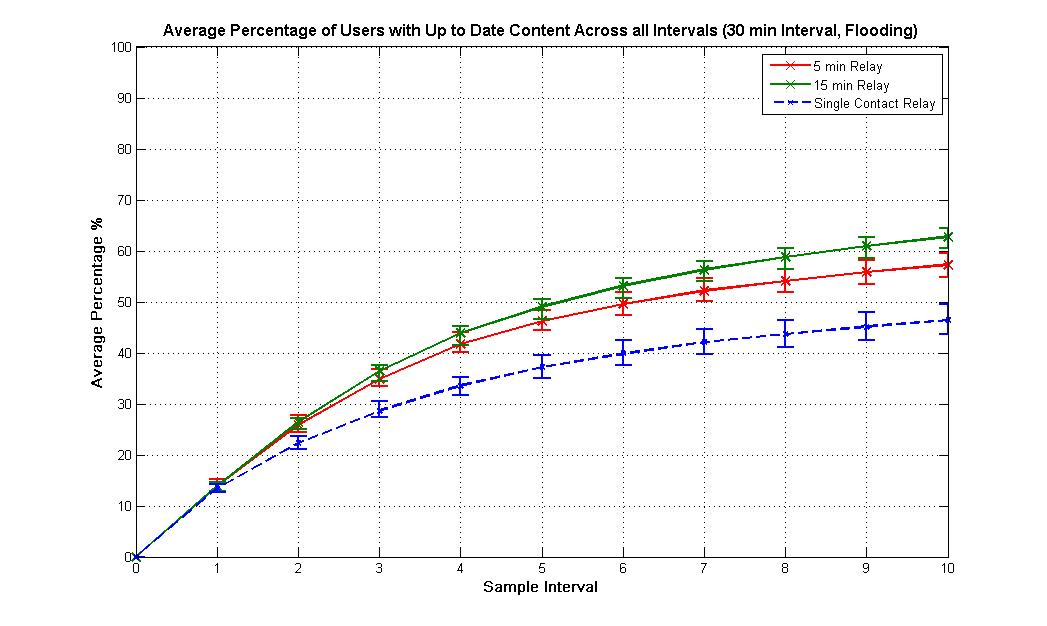 Average Percentage of Users with Up to Date Content Across all Intervals (30 min Interval, Flooding)
5 min Relay
15 min Relay
Single Contact Relay
Average Percentage %
100
90
80
70
60
50
40
30
20
10
0
0 1 2 3 4 5 6 7 8 9 10
Sample Interval